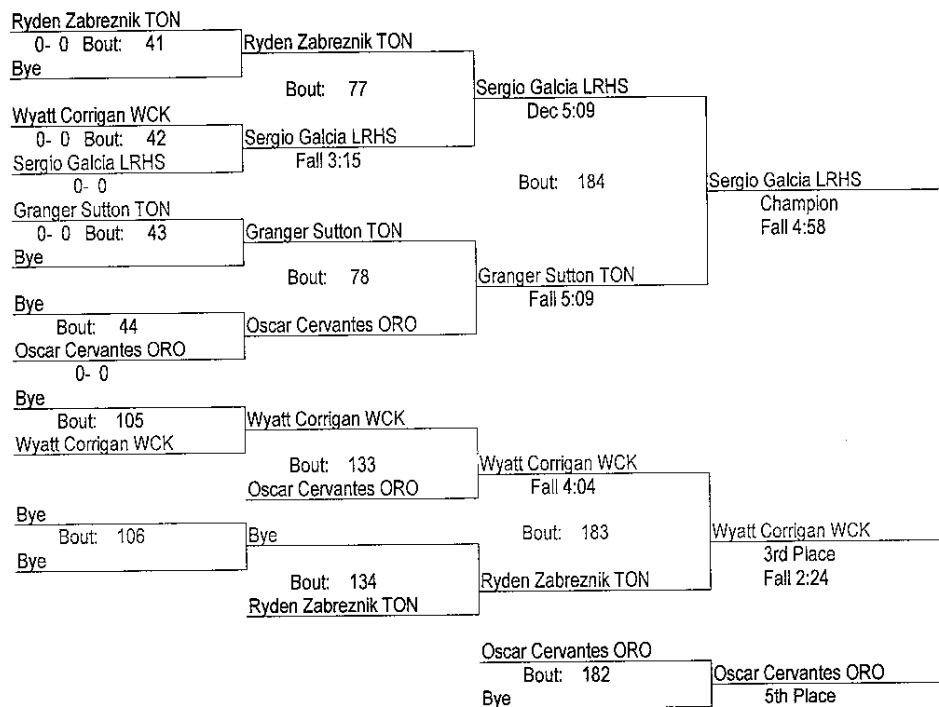 Ryden Zabreznik TON
0- 0 Bout: 41
Bye
Ryden Zabreznik TON
Bout: 77
Wyatt Corrigan WCK
0- 0 Bout: 42
Sergio Galcia LRHS
0- 0
Sergio Galcia LRHS
Fall 3:15
Sergio Galcia LRHS
Dec 5:09
Bout: 184
Granger Sutton TON
0- 0 Bout: 43
Bye
Granger Sutton TON
Bout: 78
Bye
Bout: 44
Oscar Cervantes ORO
0- 0
Oscar Cervantes ORO
Granger Sutton TON
Fall 5:09
Sergio Galcia LRHS
Champion
Fall 4:58
Bye
Bout: 105
Wyatt Corrigan WCK
Wyatt Corrigan WCK
Bout: 133
Oscar Cervantes ORO
Wyatt Corrigan WCK
Fall 4:04
Bout: 183
Bye
Bout: 106
Bye
Bye
Bout: 134
Ryden Zabreznik TON
Ryden Zabreznik TON
Wyatt Corrigan WCK
3rd Place
Fall 2:24
Oscar Cervantes ORO
Bout: 182
Bye
Oscar Cervantes ORO
5th Place